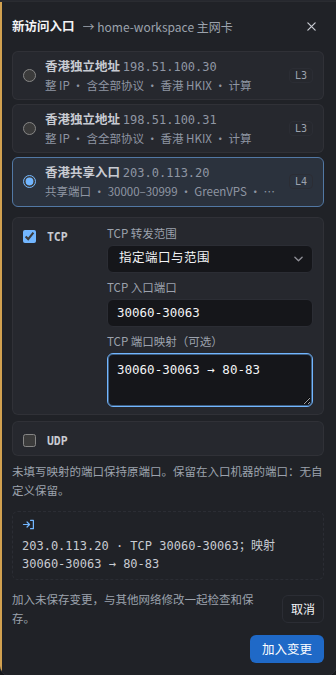 新访问入口 → home-workspace 主网卡 ×
香港独立地址 198.51.100.30
整 IP • 含全部协议 • 香港 HKIX • 计算
L3
香港独立地址 198.51.100.31
整 IP • 含全部协议 • 香港 HKIX • 计算
L3
香港共享入口 203.0.113.20
共享端口 • 30000–30999 • GreenVPS • ···
L4
TCP
TCP 转发范围
指定端口与范围
TCP 入口端口
30060-30063
TCP 端口映射（可选）
30060-30063 → 80-83
UDP
未填写映射的端口保持原端口。保留在入口机器的端口：无自
定义保留。
203.0.113.20 · TCP 30060-30063；映射
30060-30063 → 80-83
加入未保存变更，与其他网络修改一起检查和保
存。
取消
加入变更